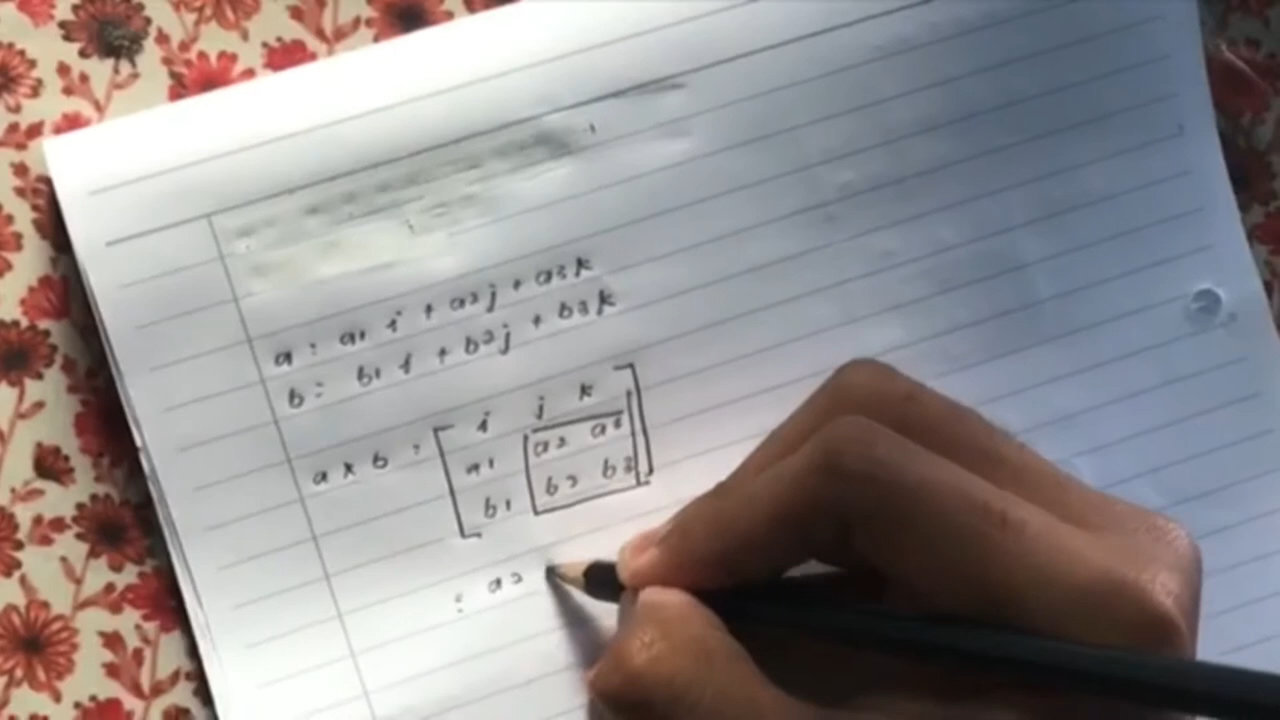 a : a1 i + a2 j + a3 k
b : b1 i + b2 j + b3 k
a x b : [ i j k
a1 a2 a3
b1 b2 b3 ]
: a2